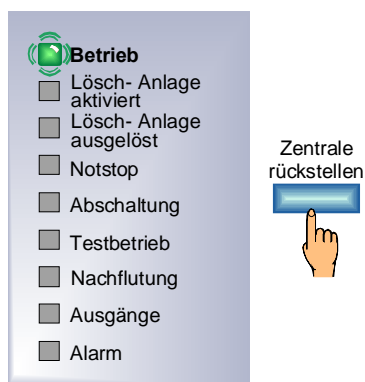 Betrieb
Lösch- Anlage
aktiviert
Lösch- Anlage
ausgelöst
Notstop
Abschaltung
Testbetrieb
Nachflutung
Ausgänge
Alarm
Zentrale
rückstellen